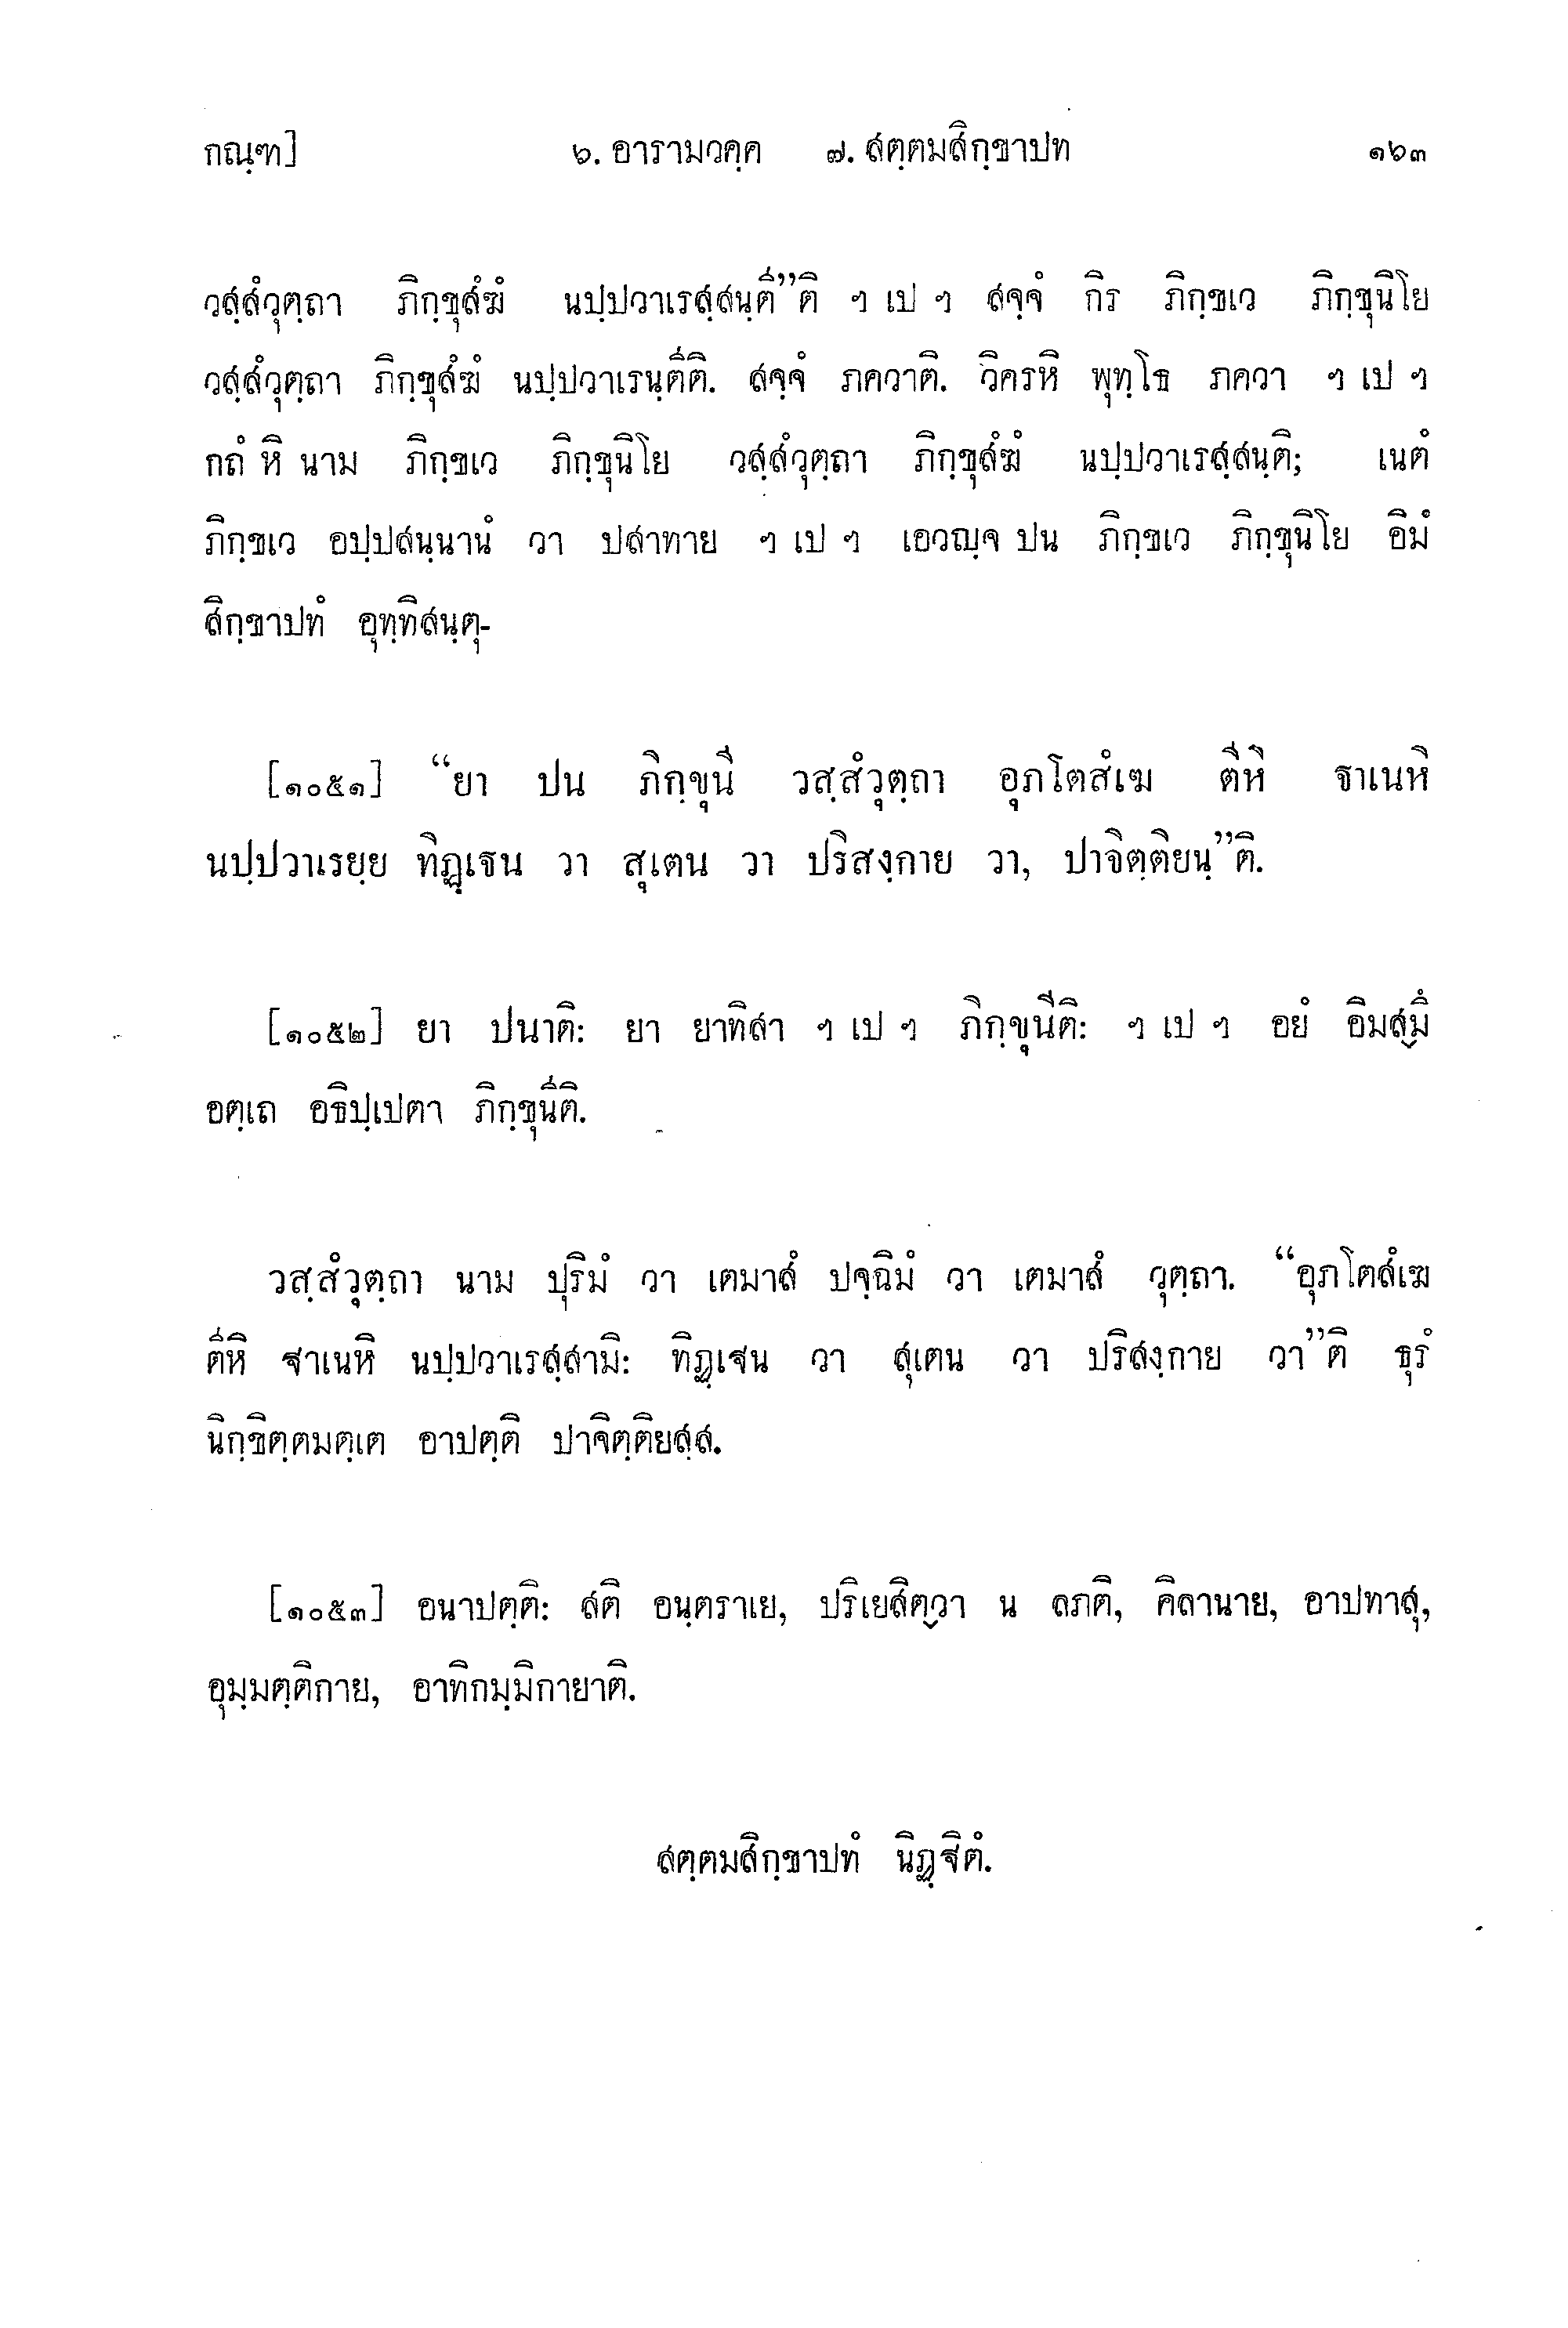 กณฺฑ] ๖. อารามวคฺค ๗. สตฺตมสิกฺขาปท ๑๖๓
วสฺสํวุตฺถา ภิกฺขุสํฆํ นปฺปวาเรสฺสนฺตี”ติ ฯ เป ฯ สจฺจํ กิร ภิกฺขเว ภิกฺขุนิโย
วสฺสํวุตฺถา ภิกฺขุสํฆํ นปฺปวาเรนฺตีติ. สจฺจํ ภควาติ. วิครหิ พุทฺโธ ภควา ฯ เป ฯ
กถํ หิ นาม ภิกฺขเว ภิกฺขุนิโย วสฺสํวุตฺถา ภิกฺขุสํฆํ นปฺปวาเรสฺสนฺติ; เนตํ
ภิกฺขเว อปฺปสนฺนานํ วา ปสาทาย ฯ เป ฯ เอวญฺจ ปน ภิกฺขเว ภิกฺขุนิโย อิมํ
สิกฺขาปทํ อุทฺทิสนฺตุ-
[๑๐๕๑] “ยา ปน ภิกฺขุนี วสฺสํวุตฺถา อุภโตสํเฆ ตีหิ ฐาเนหิ
นปฺปวาเรยฺย ทิฏฺเฐน วา สุเตน วา ปริสงฺกาย วา, ปาจิตฺติยนฺ”ติ.
[๑๐๕๒] ยา ปนาติ: ยา ยาทิสา ฯ เป ฯ ภิกฺขุนีติ: ฯ เป ฯ อยํ อิมสฺมึ
อตฺเถ อธิปฺเปตา ภิกฺขุนีติ.
วสฺสํวุตฺถา นาม ปุริมํ วา เตมาสํ ปจฺฉิมํ วา เตมาสํ วุตฺถา. “อุภโตสํเฆ
ตีหิ ฐาเนหิ นปฺปวาเรสฺสามิ: ทิฏฺเฐน วา สุเตน วา ปริสงฺกาย วา”ติ ธุรํ
นิกฺขิตฺตมตฺเต อาปตฺติ ปาจิตฺติยสฺส.
[๑๐๕๓] อนาปตฺติ: สติ อนฺตราเย, ปริเยสิตฺวา น ลภติ, คิลานาย, อาปทาสุ,
อุมฺมตฺติกาย, อาทิกมฺมิกายาติ.
สตฺตมสิกฺขาปทํ นิฏฺฐิตํ.